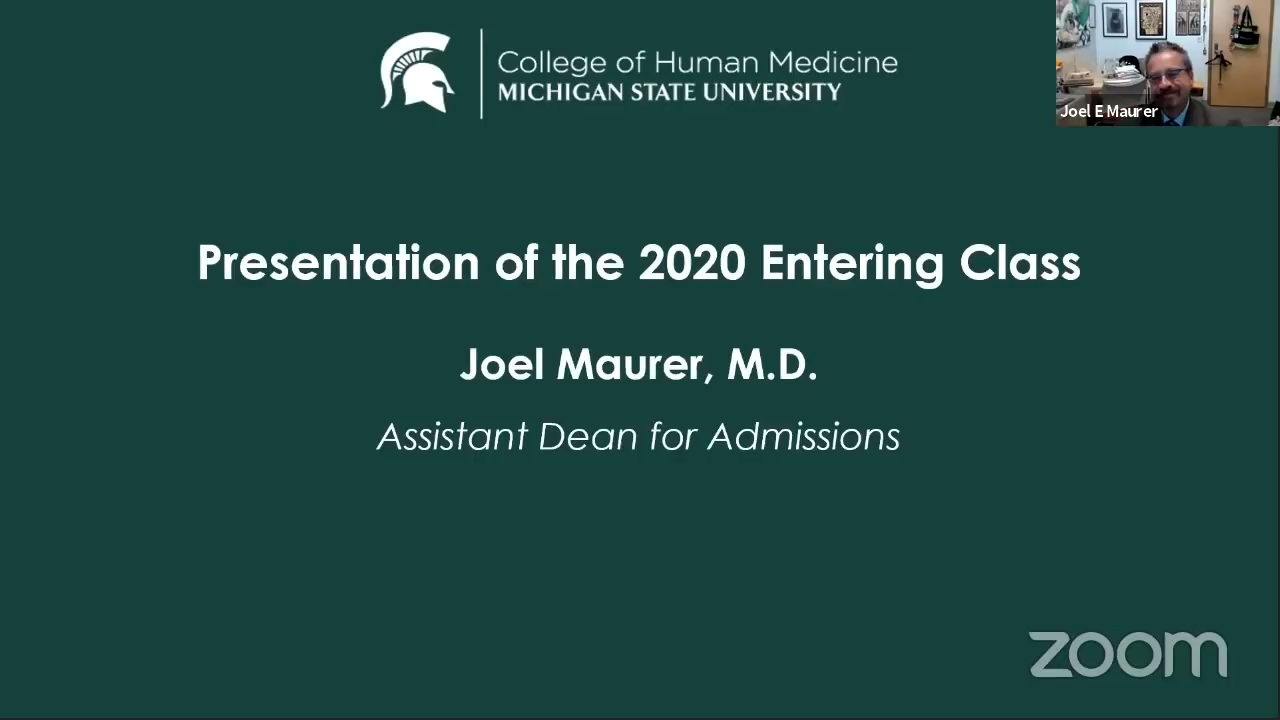 College of Human Medicine
MICHIGAN STATE UNIVERSITY
Joel E Maurer
Presentation of the 2020 Entering Class
Joel Maurer, M.D.
Assistant Dean for Admissions
zoom